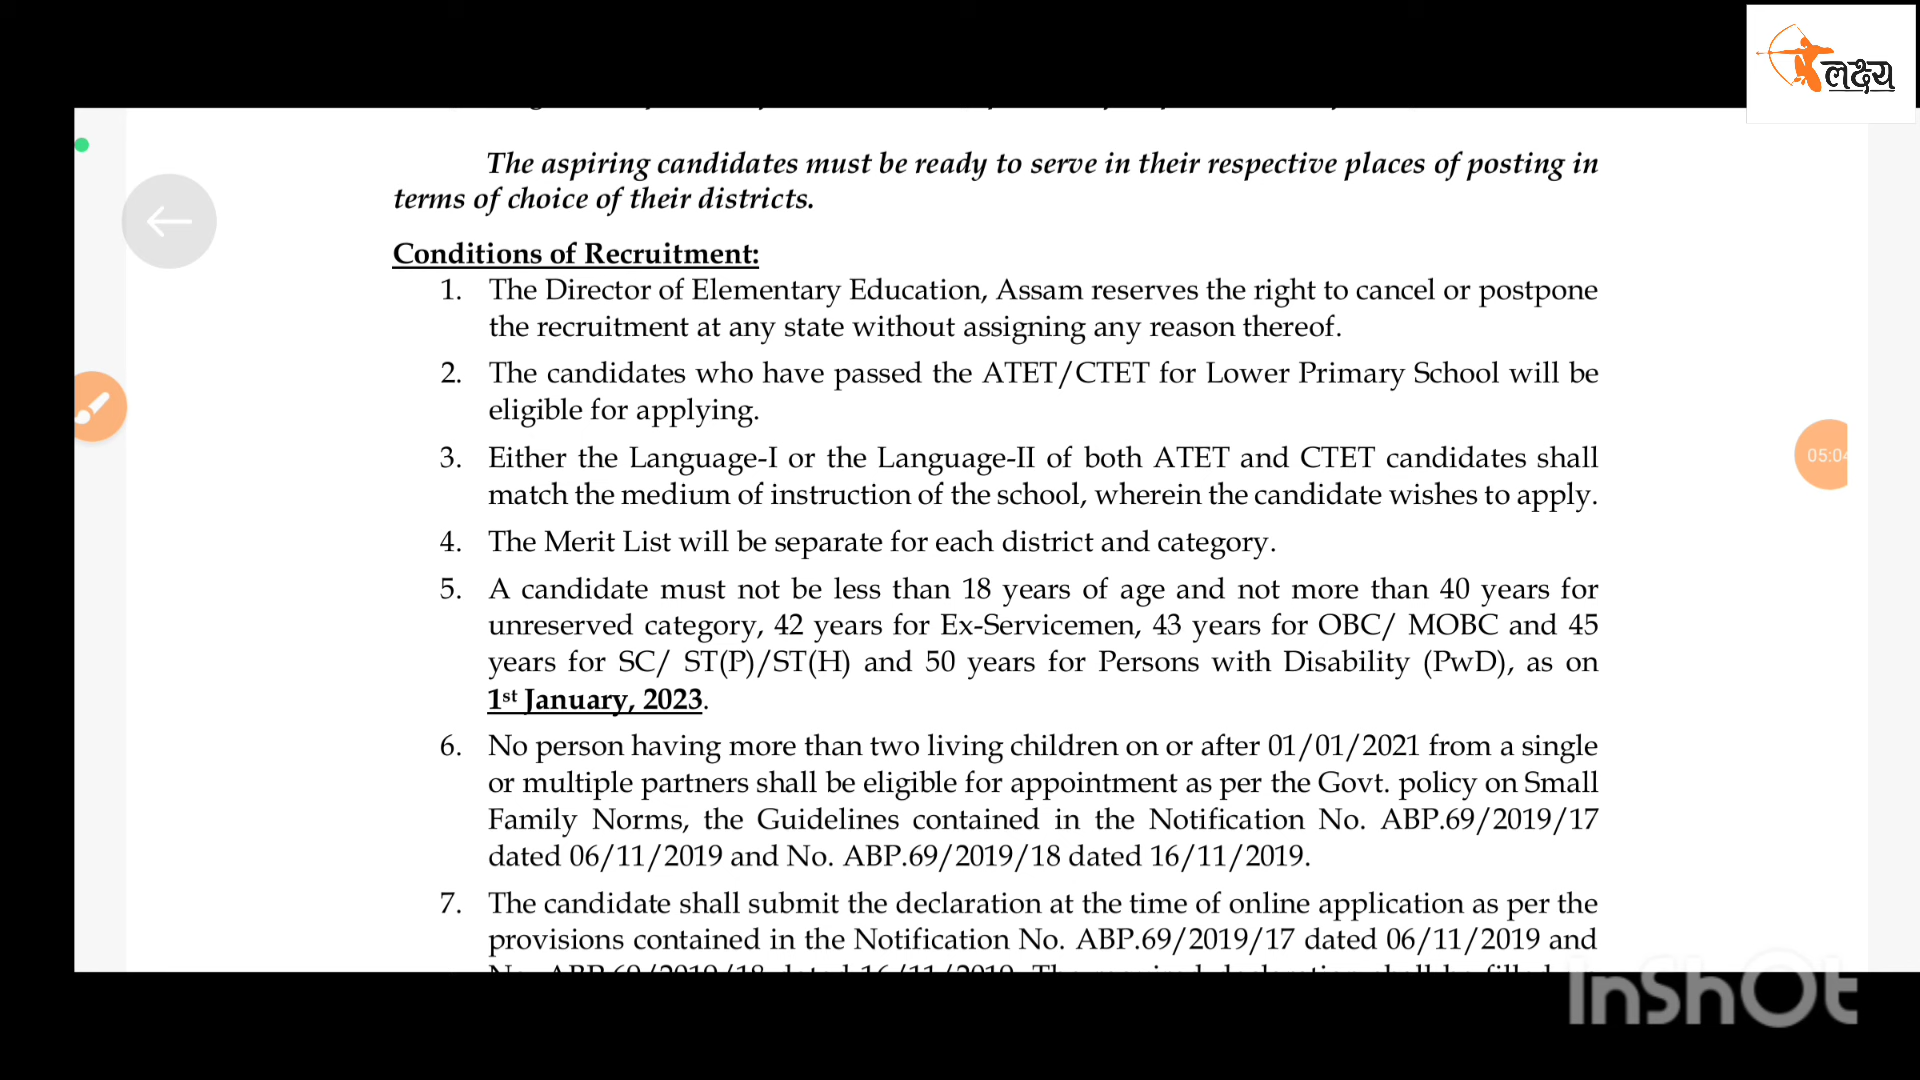 लक्ष्य
The aspiring candidates must be ready to serve in their respective places of posting in
terms of choice of their districts.
Conditions of Recruitment:
1. The Director of Elementary Education, Assam reserves the right to cancel or postpone
the recruitment at any state without assigning any reason thereof.
2. The candidates who have passed the ATET/CTET for Lower Primary School will be
eligible for applying.
3. Either the Language-I or the Language-II of both ATET and CTET candidates shall
match the medium of instruction of the school, wherein the candidate wishes to apply.
05:04
4. The Merit List will be separate for each district and category.
5. A candidate must not be less than 18 years of age and not more than 40 years for
unreserved category, 42 years for Ex-Servicemen, 43 years for OBC/ MOBC and 45
years for SC/ ST(P)/ST(H) and 50 years for Persons with Disability (PwD), as on
1st January, 2023.
6. No person having more than two living children on or after 01/01/2021 from a single
or multiple partners shall be eligible for appointment as per the Govt. policy on Small
Family Norms, the Guidelines contained in the Notification No. ABP.69/2019/17
dated 06/11/2019 and No. ABP.69/2019/18 dated 16/11/2019.
7. The candidate shall submit the declaration at the time of online application as per the
provisions contained in the Notification No. ABP.69/2019/17 dated 06/11/2019 and
InShOt